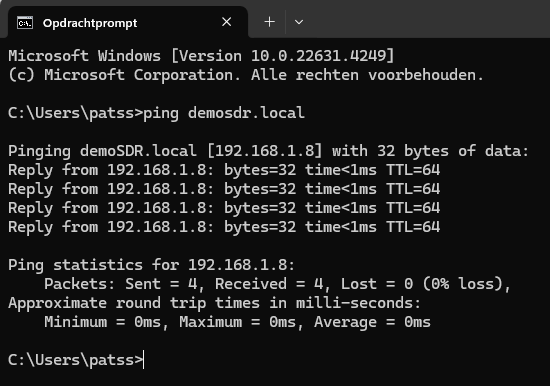 Opdrachtprompt
Microsoft Windows [Version 10.0.22631.4249]
(c) Microsoft Corporation. Alle rechten voorbehouden.
C:\Users\patss>ping demosdr.local
Pinging demoSDR.local [192.168.1.8] with 32 bytes of data:
Reply from 192.168.1.8: bytes=32 time<1ms TTL=64
Reply from 192.168.1.8: bytes=32 time<1ms TTL=64
Reply from 192.168.1.8: bytes=32 time<1ms TTL=64
Reply from 192.168.1.8: bytes=32 time<1ms TTL=64
Ping statistics for 192.168.1.8:
    Packets: Sent = 4, Received = 4, Lost = 0 (0% loss),
Approximate round trip times in milli-seconds:
    Minimum = 0ms, Maximum = 0ms, Average = 0ms
C:\Users\patss>